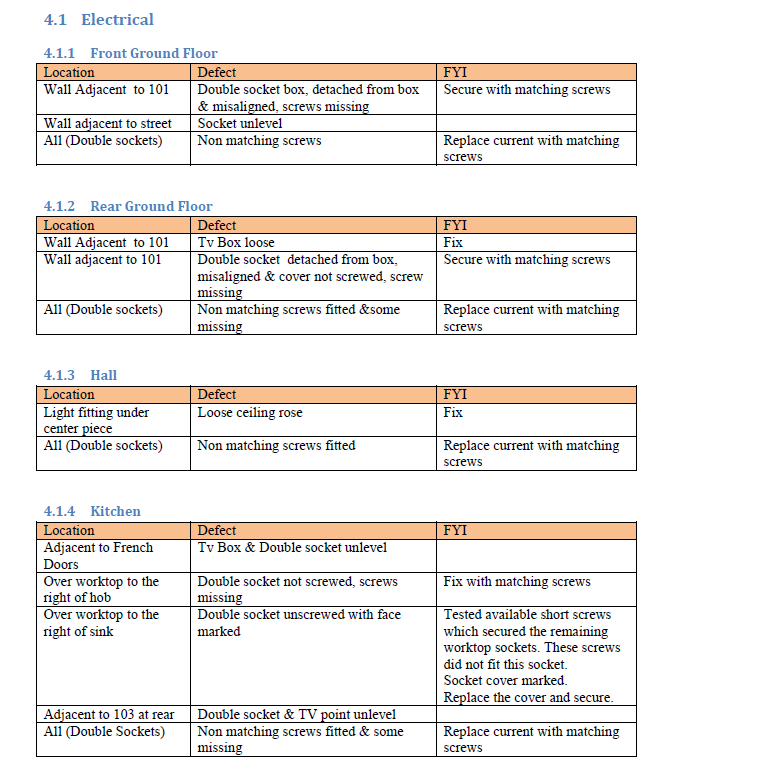 4.1 Electrical
4.1.1 Front Ground Floor
Location Defect FYI
Wall Adjacent to 101 Double socket box, detached from box Secure with matching screws
& misaligned, screws missing
Wall adjacent to street Socket unlevel
All (Double sockets) Non matching screws Replace current with matching
screws
4.1.2 Rear Ground Floor
Location Defect FYI
Wall Adjacent to 101 Tv Box loose Fix
Wall adjacent to 101 Double socket detached from box, Secure with matching screws
misaligned & cover not screwed, screw
missing
All (Double sockets) Non matching screws fitted &some Replace current with matching
missing screws
4.1.3 Hall
Location Defect FYI
Light fitting under Loose ceiling rose Fix
center piece
All (Double sockets) Non matching screws fitted Replace current with matching
screws
4.1.4 Kitchen
Location Defect FYI
Adjacent to French Tv Box & Double socket unlevel
Doors
Over worktop to the Double socket not screwed, screws Fix with matching screws
right of hob missing
Over worktop to the Double socket unscrewed with face Tested available short screws
right of sink marked which secured the remaining
worktop sockets. These screws
did not fit this socket.
Socket cover marked.
Replace the cover and secure.
Adjacent to 103 at rear Double socket & TV point unlevel
All (Double Sockets) Non matching screws fitted & some Replace current with matching
missing screws